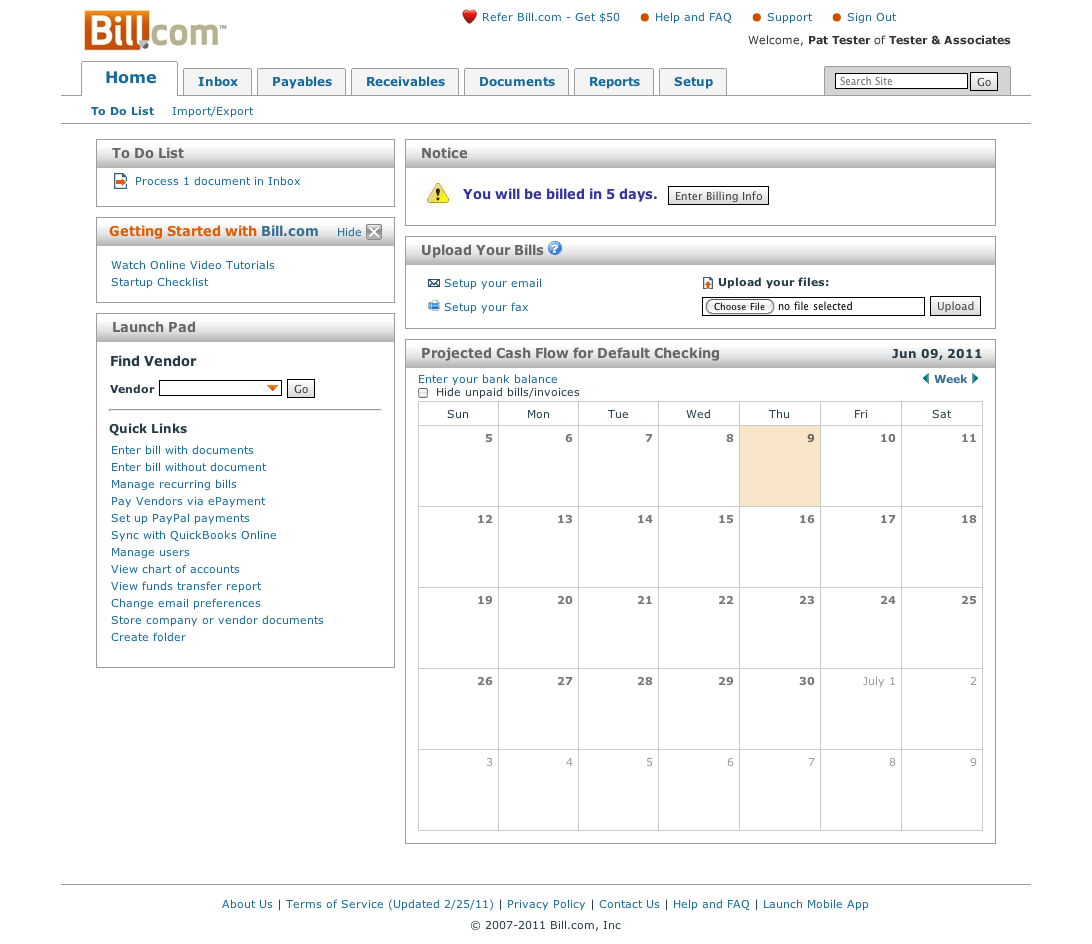 Bill.com™
Refer Bill.com - Get $50 Help and FAQ Support Sign Out
Welcome, Pat Tester of Tester & Associates
Home Inbox Payables Receivables Documents Reports Setup Search Site Go
To Do List Import/Export
To Do List
Process 1 document in Inbox
Getting Started with Bill.com Hide
Watch Online Video Tutorials
Startup Checklist
Launch Pad
Find Vendor
Vendor Go
Quick Links
Enter bill with documents
Enter bill without document
Manage recurring bills
Pay Vendors via ePayment
Set up PayPal payments
Sync with QuickBooks Online
Manage users
View chart of accounts
View funds transfer report
Change email preferences
Store company or vendor documents
Create folder
Notice
You will be billed in 5 days. Enter Billing Info
Upload Your Bills ?
Setup your email Upload your files:
Setup your fax Choose File no file selected Upload
Projected Cash Flow for Default Checking Jun 09, 2011
Enter your bank balance Week
Hide unpaid bills/invoices
Sun Mon Tue Wed Thu Fri Sat
5 6 7 8 9 10 11
12 13 14 15 16 17 18
19 20 21 22 23 24 25
26 27 28 29 30 July 1 2
3 4 5 6 7 8 9
About Us | Terms of Service (Updated 2/25/11) | Privacy Policy | Contact Us | Help and FAQ | Launch Mobile App
© 2007-2011 Bill.com, Inc